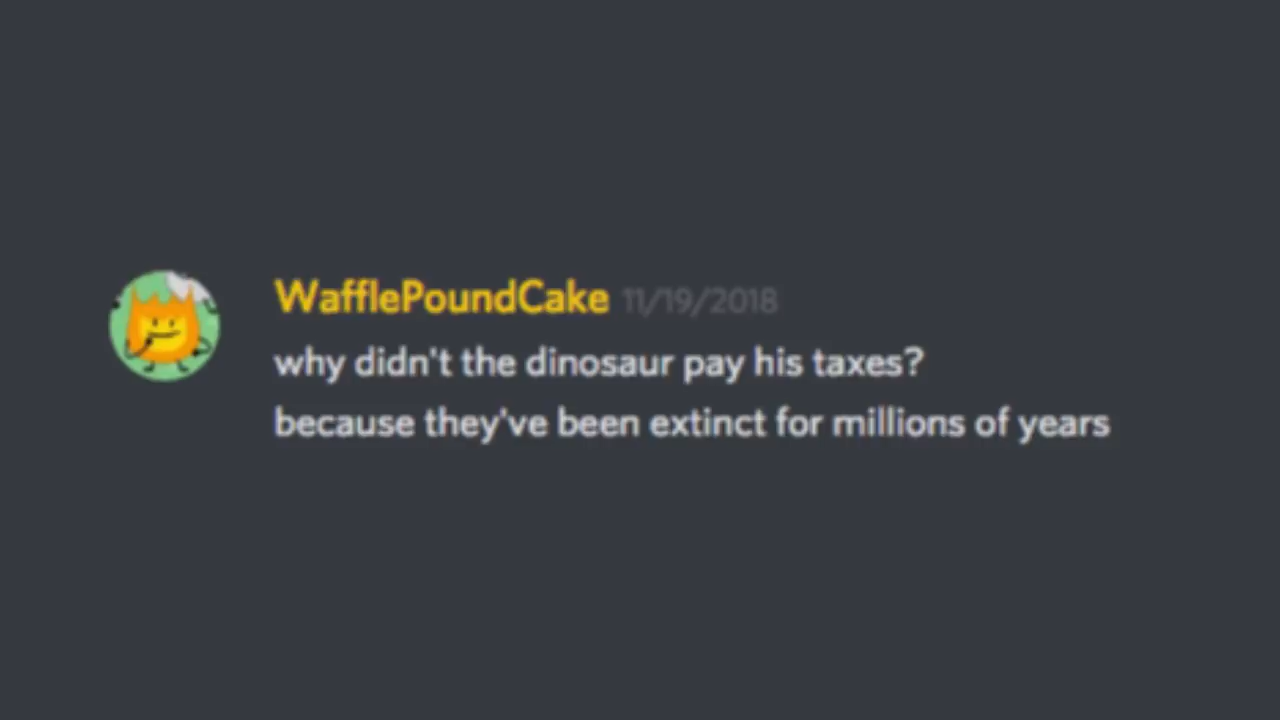 WafflePoundCake 11/19/2018
why didn't the dinosaur pay his taxes?
because they've been extinct for millions of years